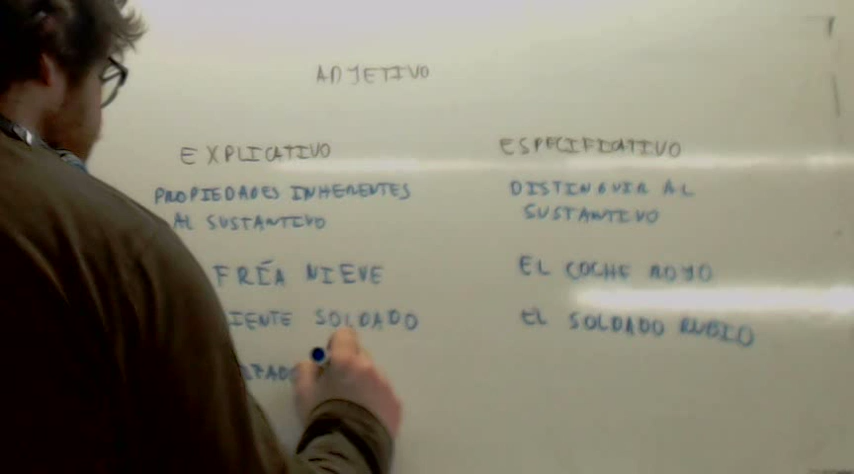 ADJETIVO
EXPLICATIVO
PROPIEDADES INHERENTES
AL SUSTANTIVO
FRÍA NIEVE
SOLDADO
ESPECIFICATIVO
DISTINGUIR AL
SUSTANTIVO
EL COCHE ROJO
EL SOLDADO RUBIO